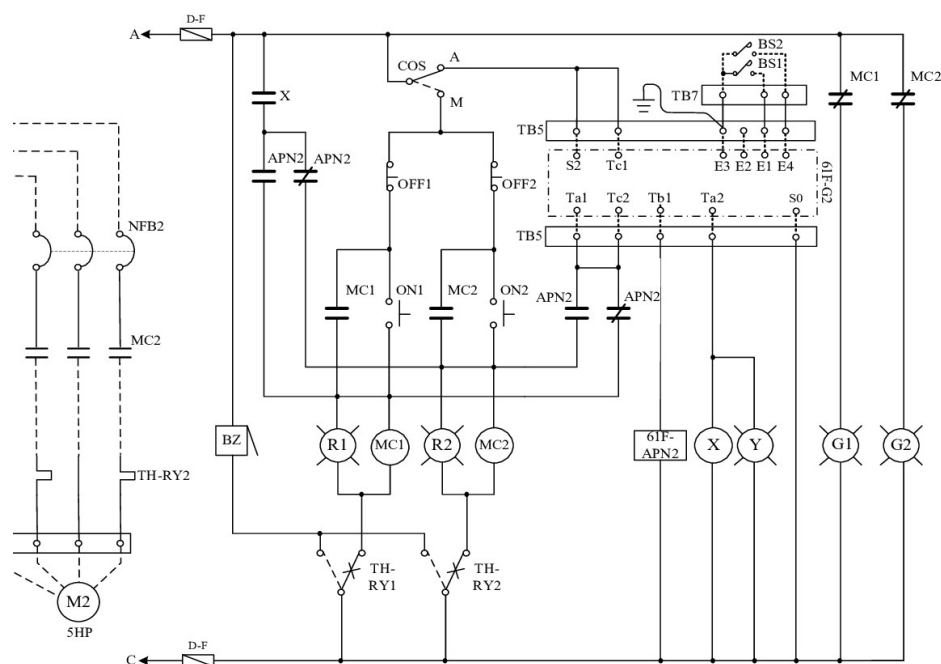 D-F
A
BS2
COS
A
BS1
MC1
MC2
X
M
TB7
TB5
APN2
APN2
OFF1
OFF2
S2
Tc1
E3
E2
E1
E4
61F-G2
Ta1
Tc2
Tb1
Ta2
S0
NFB2
TB5
MC1
ON1
MC2
ON2
APN2
APN2
MC2
BZ
R1
MC1
R2
MC2
61F-
APN2
X
Y
G1
G2
TH-RY2
TH-
RY1
TH-
RY2
M2
5HP
D-F
C